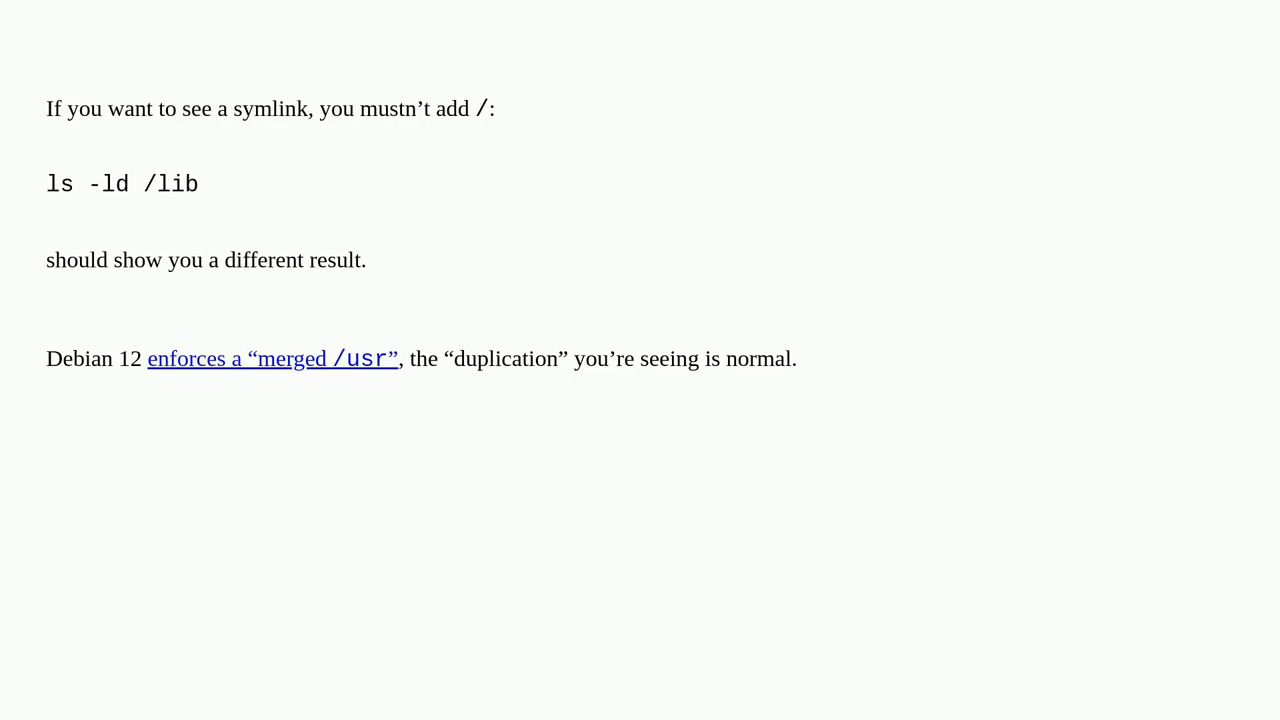 If you want to see a symlink, you mustn’t add /:
ls -ld /lib
should show you a different result.
Debian 12 enforces a “merged /usr”, the “duplication” you’re seeing is normal.